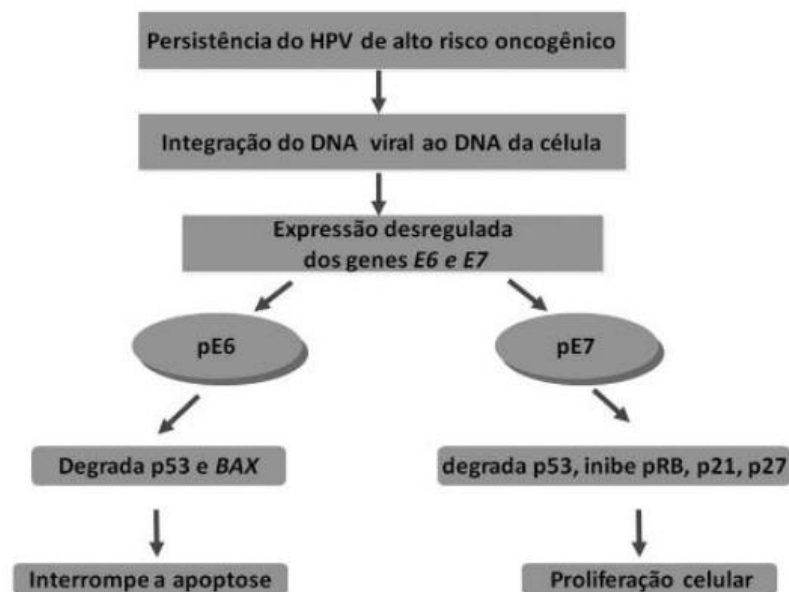 Persistência do HPV de alto risco oncogênico
Integração do DNA viral ao DNA da célula
Expressão desregulada
dos genes E6 e E7
pE6
pE7
Degrada p53 e BAX
degrada p53, inibe pRB, p21, p27
Interrompe a apoptose
Proliferação celular